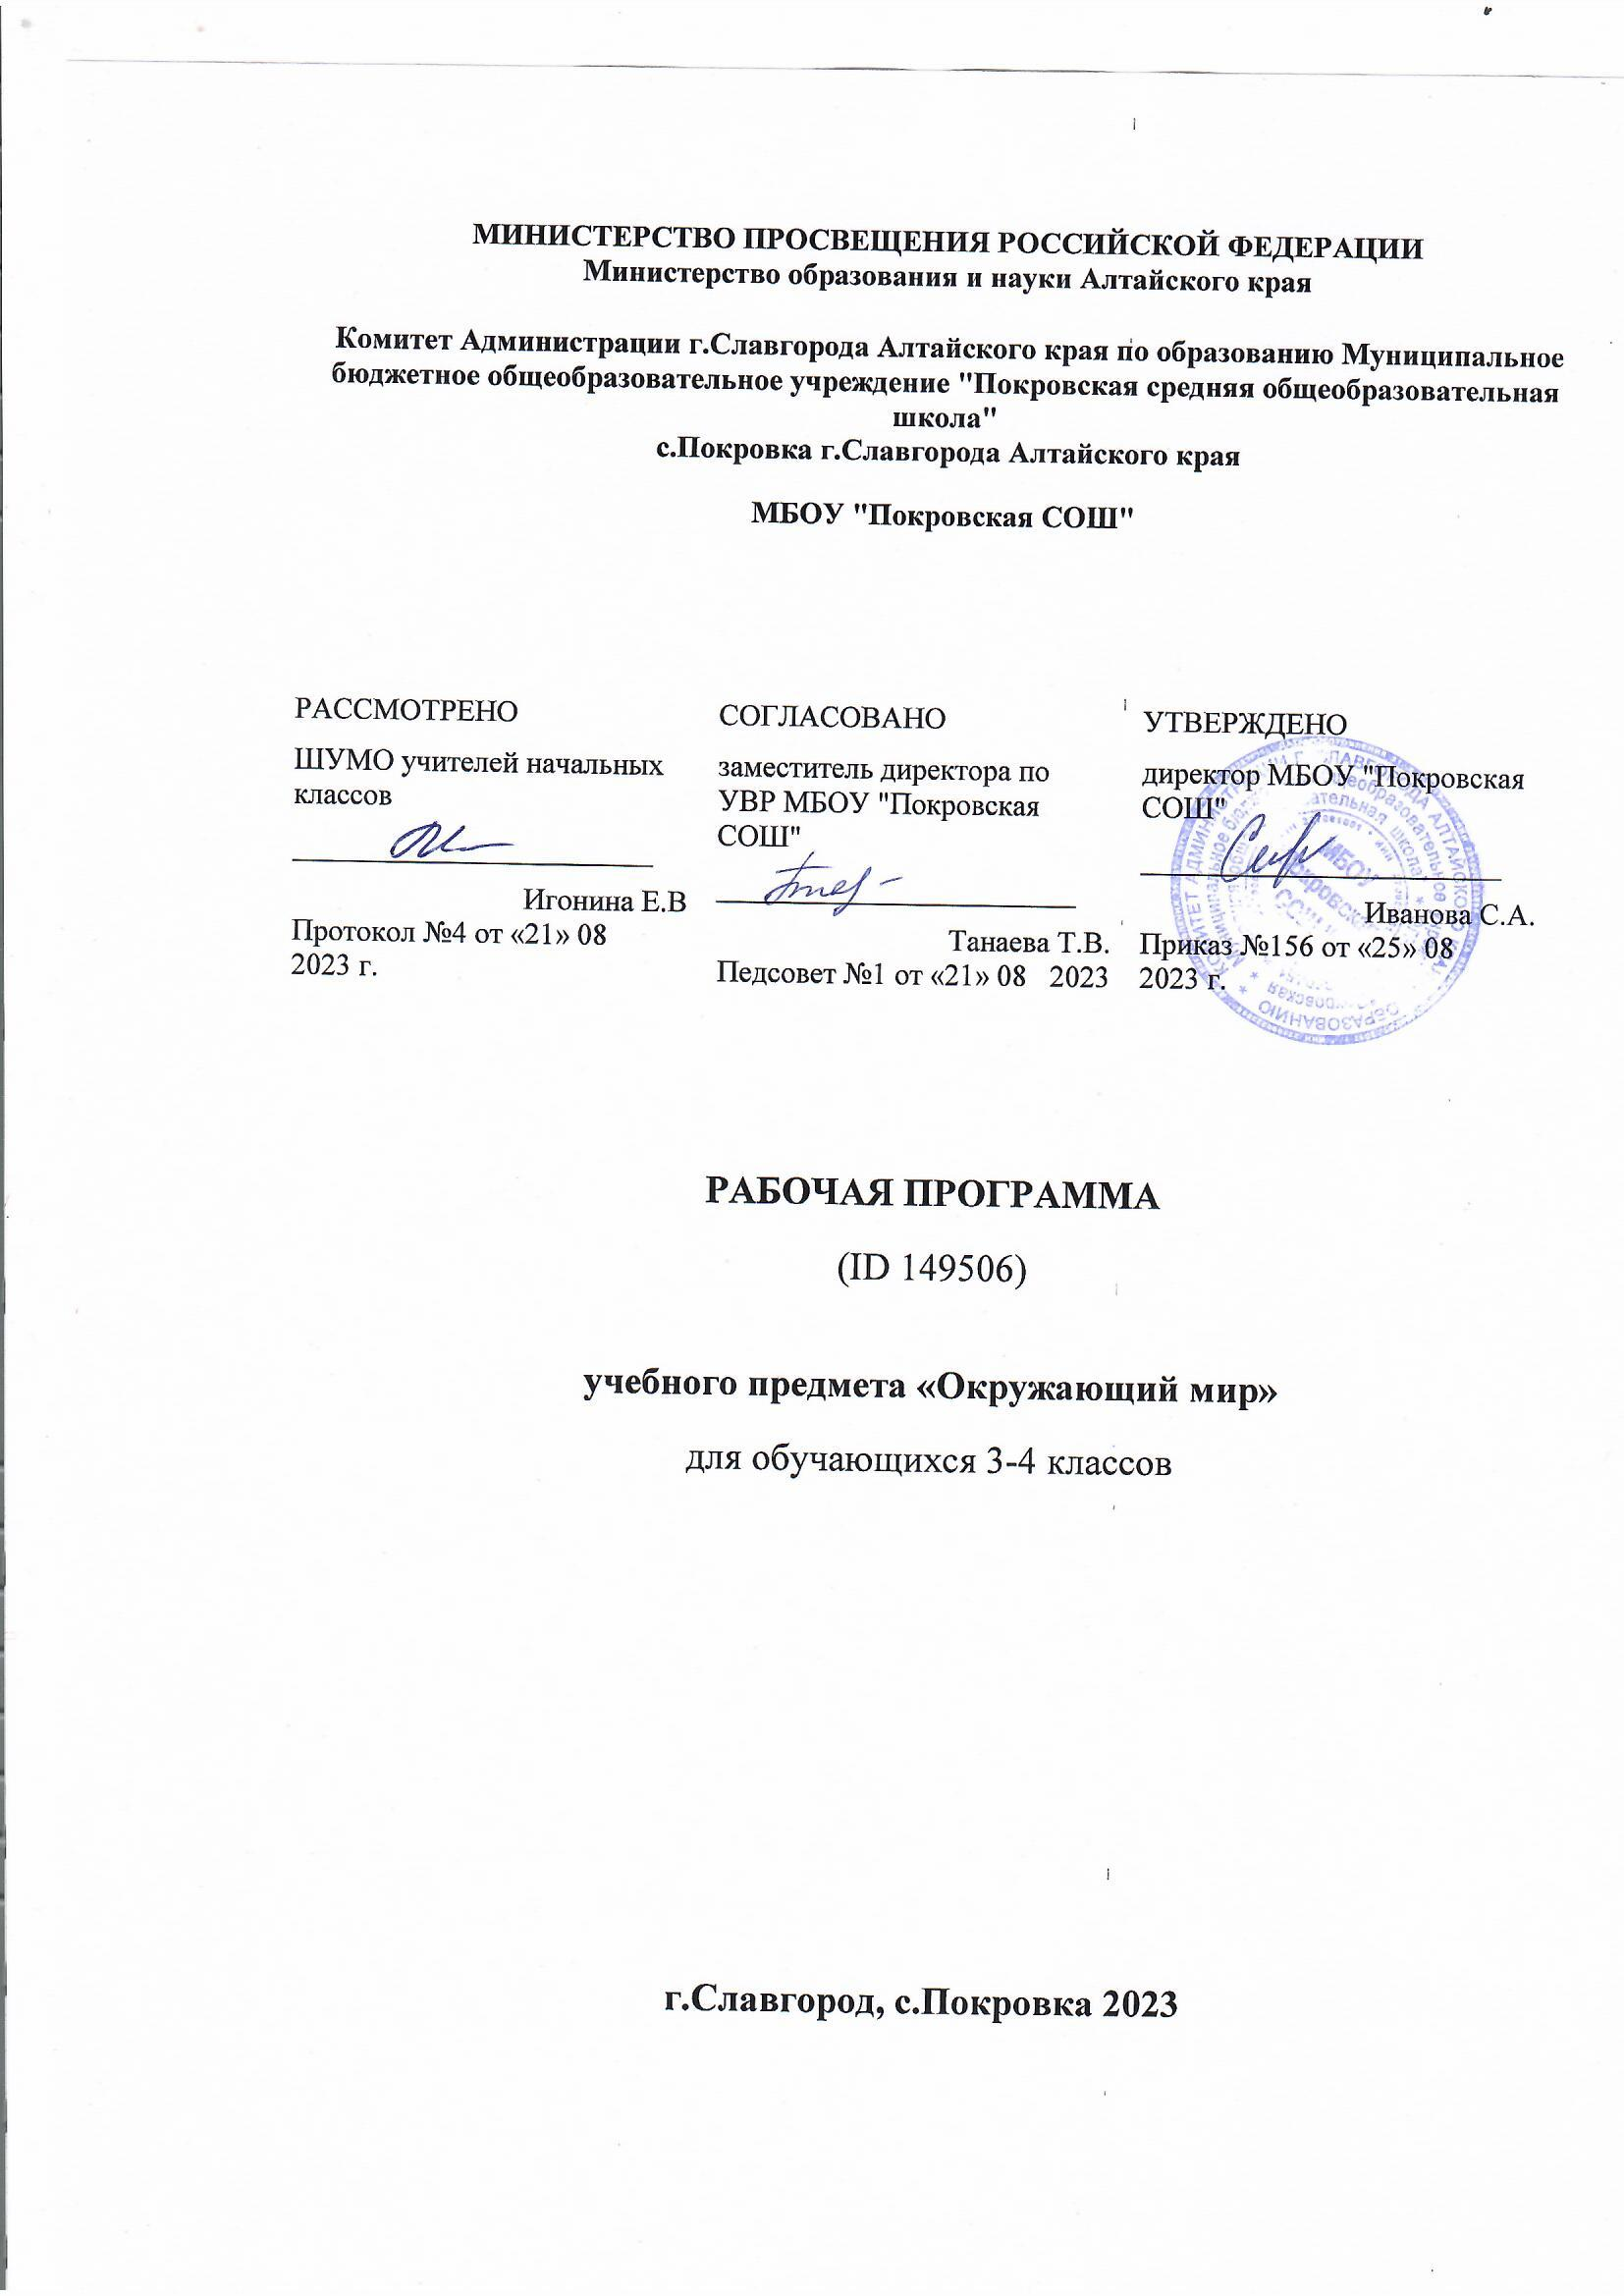 МИНИСТЕРСТВО ПРОСВЕЩЕНИЯ РОССИЙСКОЙ ФЕДЕРАЦИИ
Министерство образования и науки Алтайского края
Комитет Администрации г.Славгорода Алтайского края по образованию Муниципальное
бюджетное общеобразовательное учреждение "Покровская средняя общеобразовательная
школа"
с.Покровка г.Славгорода Алтайского края
МБОУ "Покровская СОШ"
РАССМОТРЕНО
ШУМО учителей начальных
классов
Игонина Е.В
Протокол №4 от «21» 08
2023 г.
СОГЛАСОВАНО
заместитель директора по
УВР МБОУ "Покровская
СОШ"
Танаева Т.В.
Педсовет №1 от «21» 08 2023
УТВЕРЖДЕНО
директор МБОУ "Покровская
СОШ"
Иванова С.А.
Приказ №156 от «25» 08
2023 г.
РАБОЧАЯ ПРОГРАММА
(ID 149506)
учебного предмета «Окружающий мир»
для обучающихся 3-4 классов
г.Славгород, с.Покровка 2023